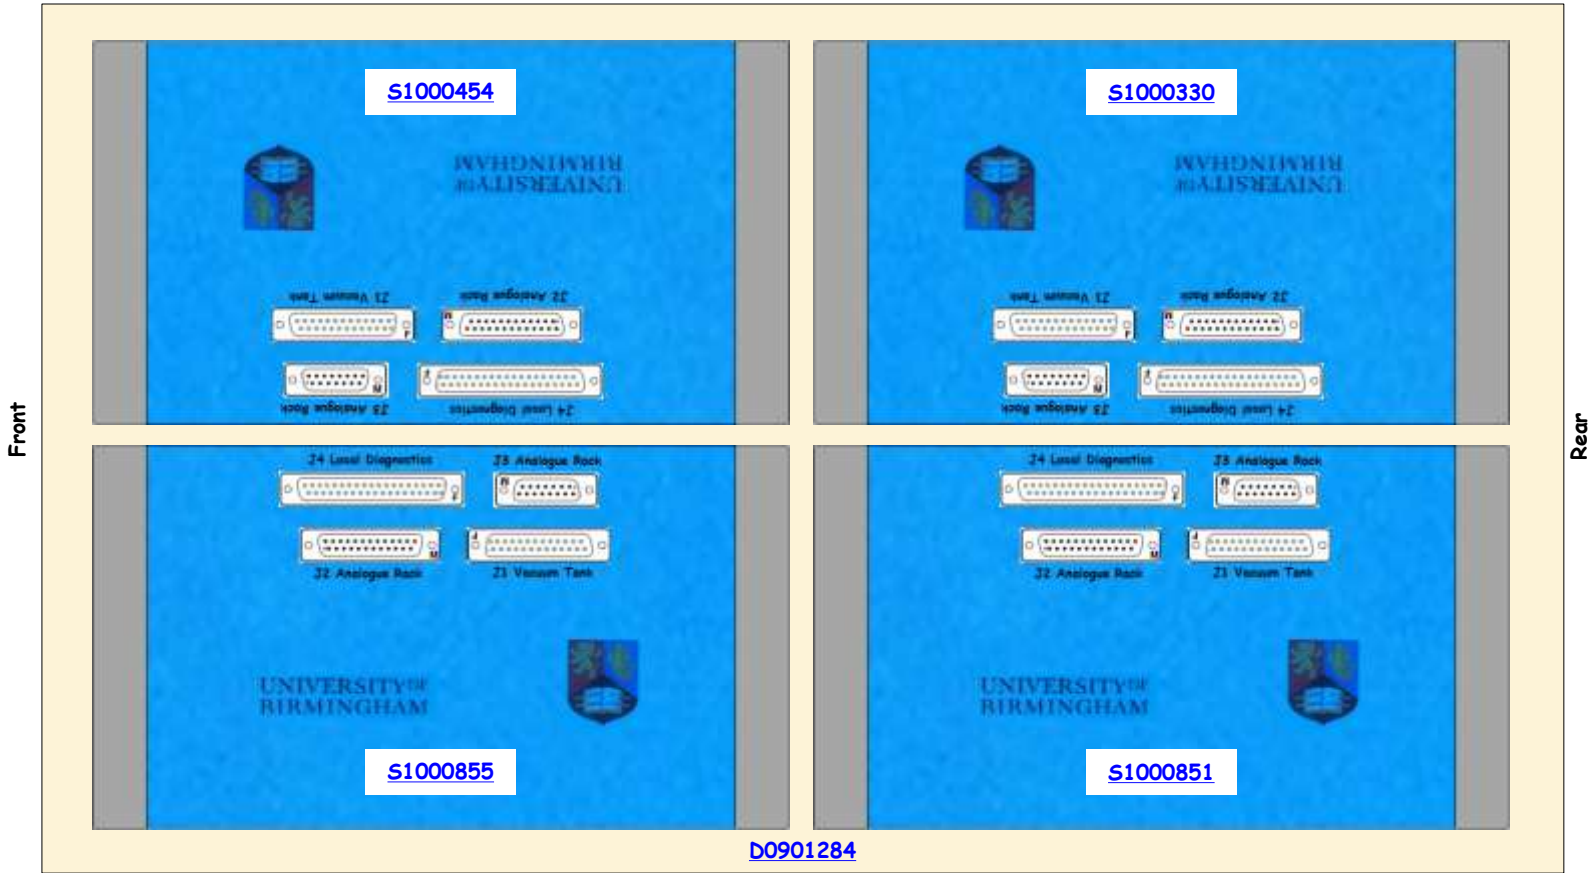 S1000454
S1000330
UNIVERSITY OF
BIRMINGHAM
UNIVERSITY OF
BIRMINGHAM
J1 Vacuum Tank
J2 Analogue Rack
J1 Vacuum Tank
J2 Analogue Rack
F
M
F
M
F
M
F
M
J3 Analogue Rack
J4 Local Diagnostics
J3 Analogue Rack
J4 Local Diagnostics
Front
Rear
J4 Local Diagnostics
J3 Analogue Rack
J4 Local Diagnostics
J3 Analogue Rack
F
M
F
M
F
M
F
M
J2 Analogue Rack
J1 Vacuum Tank
J2 Analogue Rack
J1 Vacuum Tank
UNIVERSITY OF
BIRMINGHAM
UNIVERSITY OF
BIRMINGHAM
S1000855
S1000851
D0901284